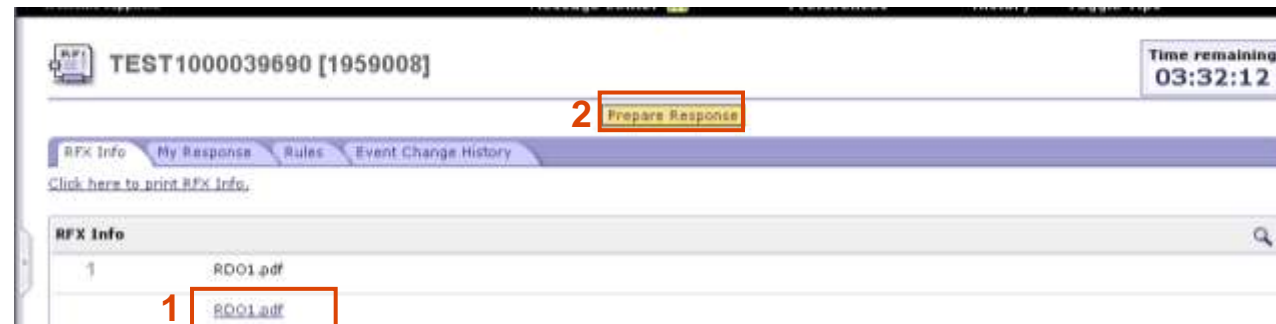 RFI
TEST1000039690 [1959008]
Time remaining
03:32:12
2 Prepare Response
RFX Info My Response Rules Event Change History
Click here to print RFX Info.
RFX Info
1 RDO1.pdf
1 RDO1.pdf